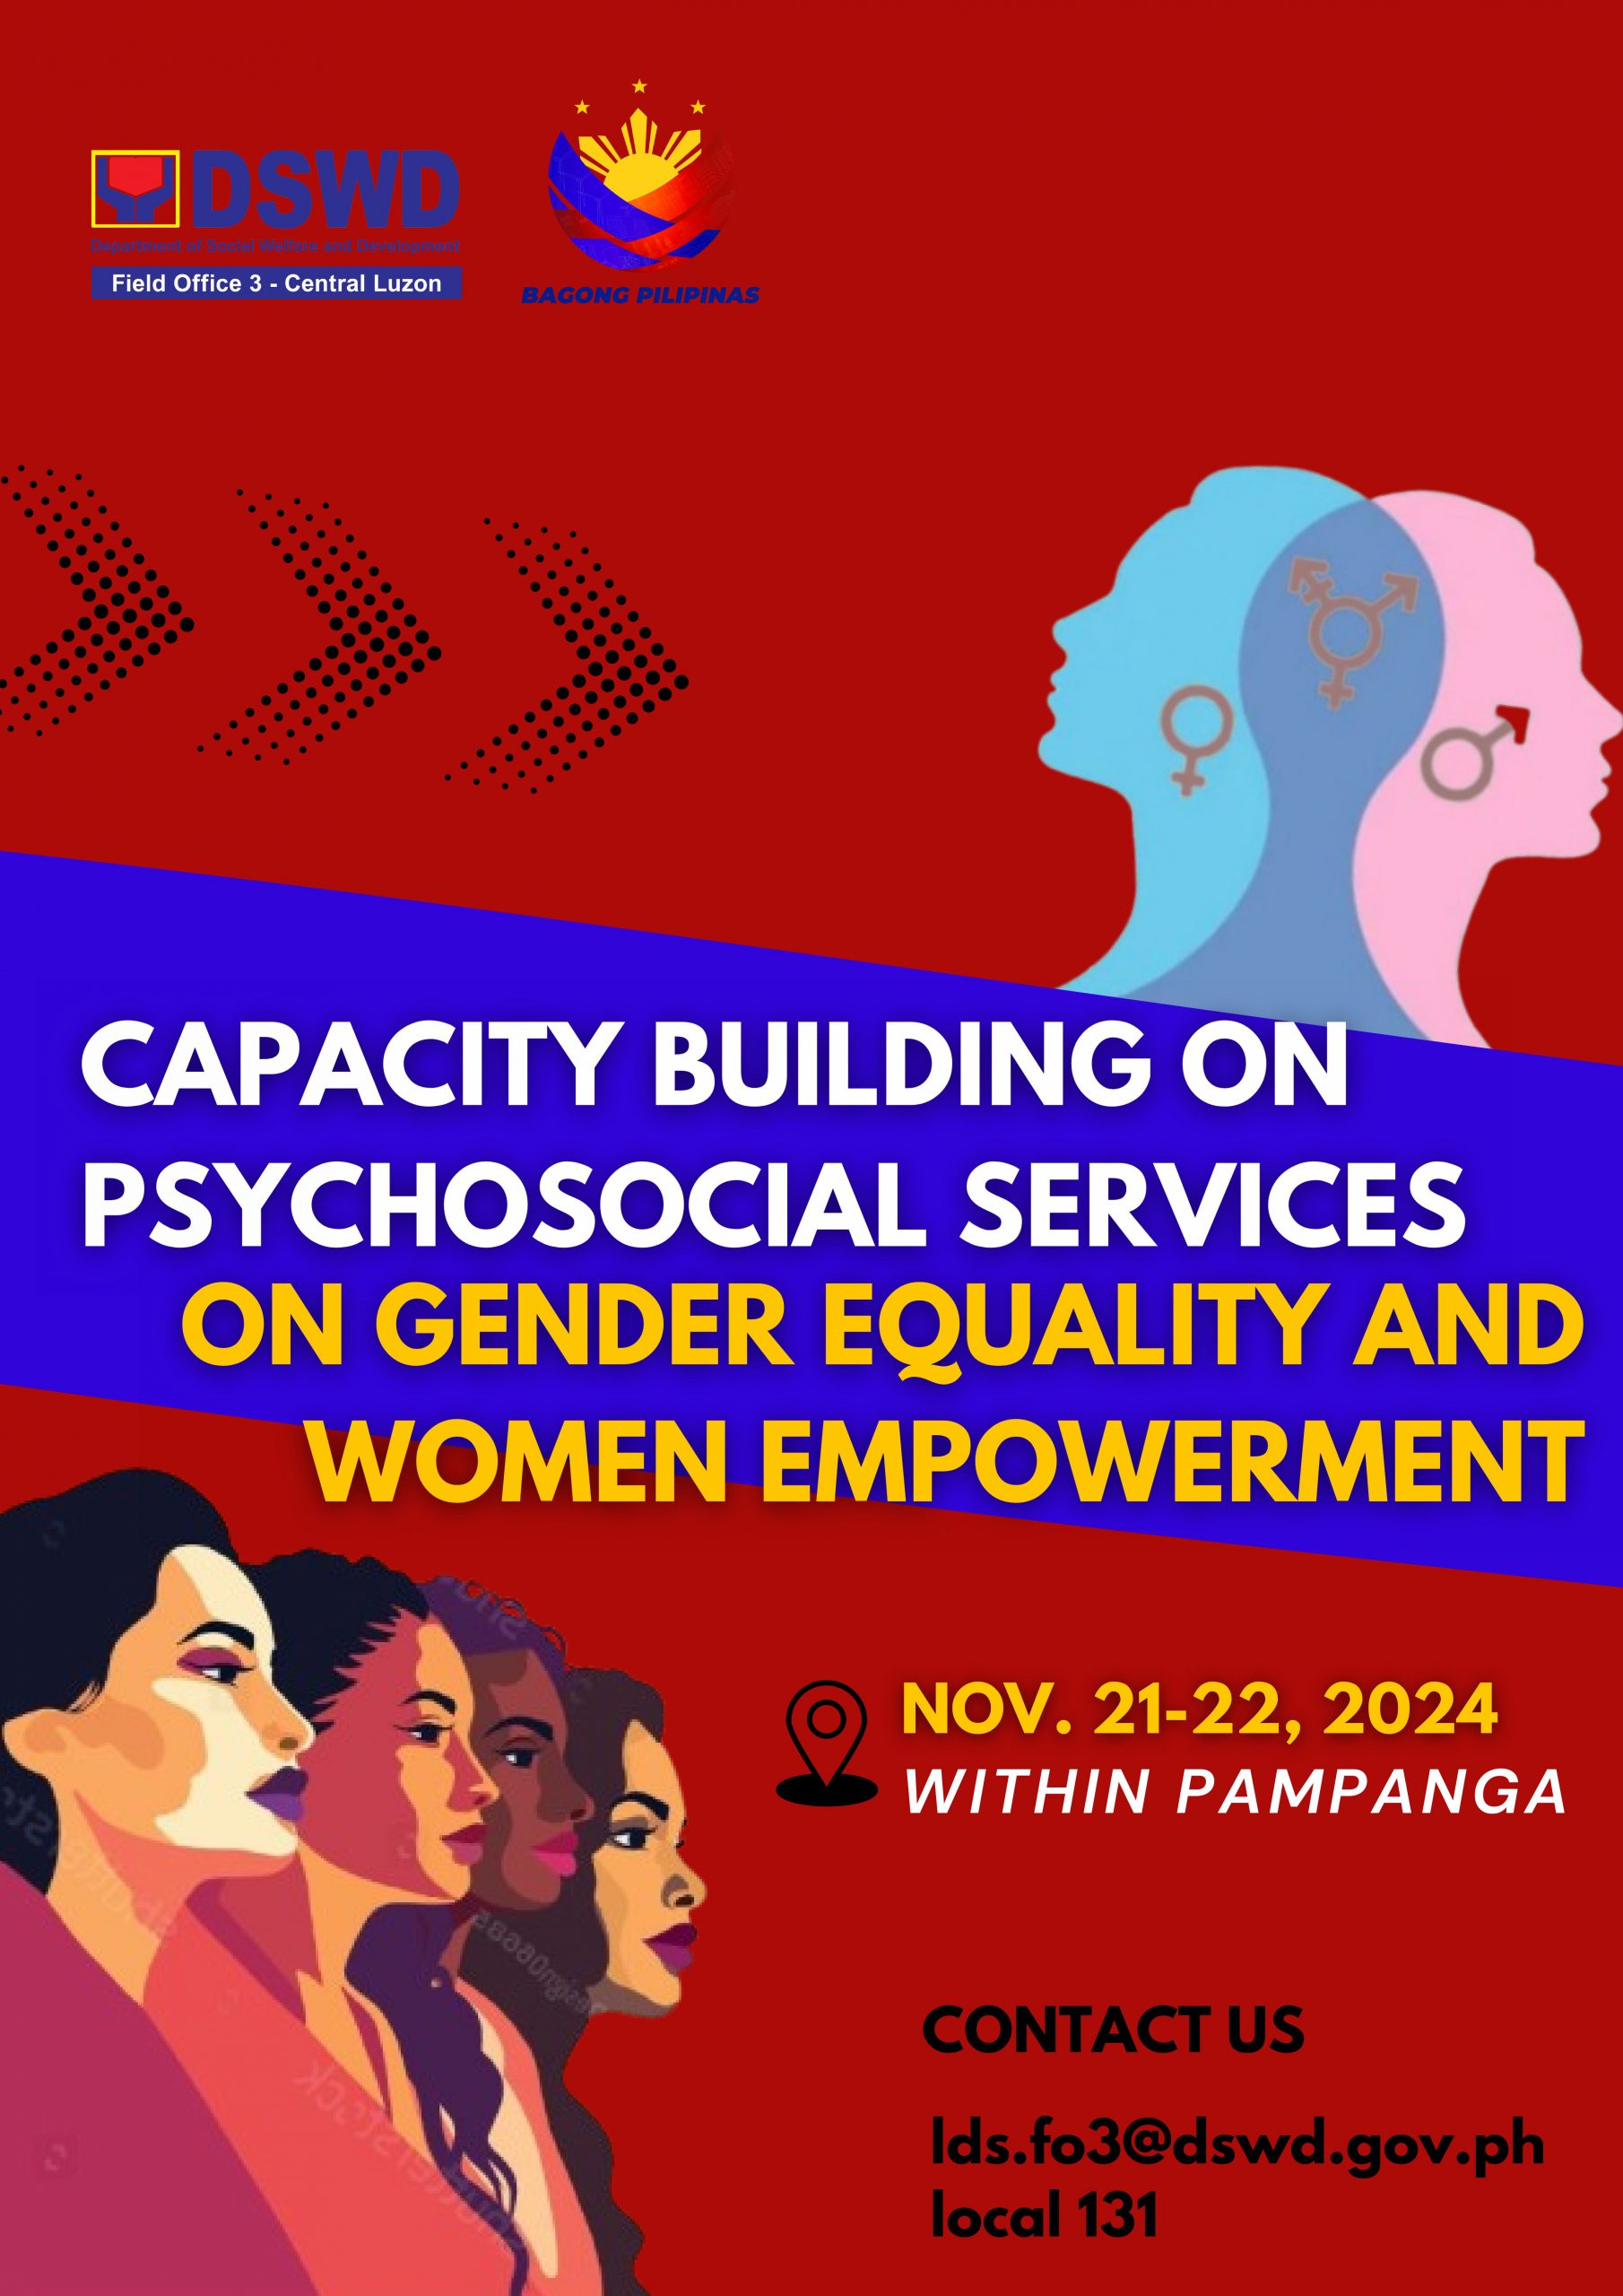 DSWD
Department of Social Welfare and Development
Field Office 3 - Central Luzon
BAGONG PILIPINAS
CAPACITY BUILDING ON
PSYCHOSOCIAL SERVICES
ON GENDER EQUALITY AND
WOMEN EMPOWERMENT
NOV. 21-22, 2024
WITHIN PAMPANGA
CONTACT US
lds.fo3@dswd.gov.ph
local 131